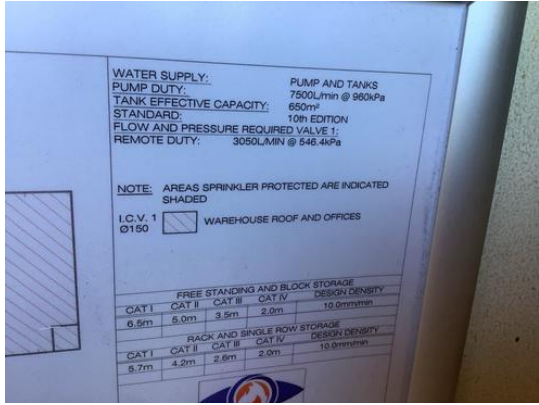 WATER SUPPLY: PUMP AND TANKS
PUMP DUTY: 7500L/min @ 960kPa
TANK EFFECTIVE CAPACITY: 650m²
STANDARD: 10th EDITION
FLOW AND PRESSURE REQUIRED VALVE 1:
REMOTE DUTY: 3050L/MIN @ 546.4kPa
NOTE: AREAS SPRINKLER PROTECTED ARE INDICATED
SHADED
I.C.V. 1 WAREHOUSE ROOF AND OFFICES
Ø150
FREE STANDING AND BLOCK STORAGE
CAT I CAT II CAT III CAT IV DESIGN DENSITY
6.5m 5.0m 3.5m 2.0m 10.0mm/min
RACK AND SINGLE ROW STORAGE
CAT I CAT II CAT III CAT IV DESIGN DENSITY
5.7m 4.2m 2.6m 2.0m 10.0mm/min